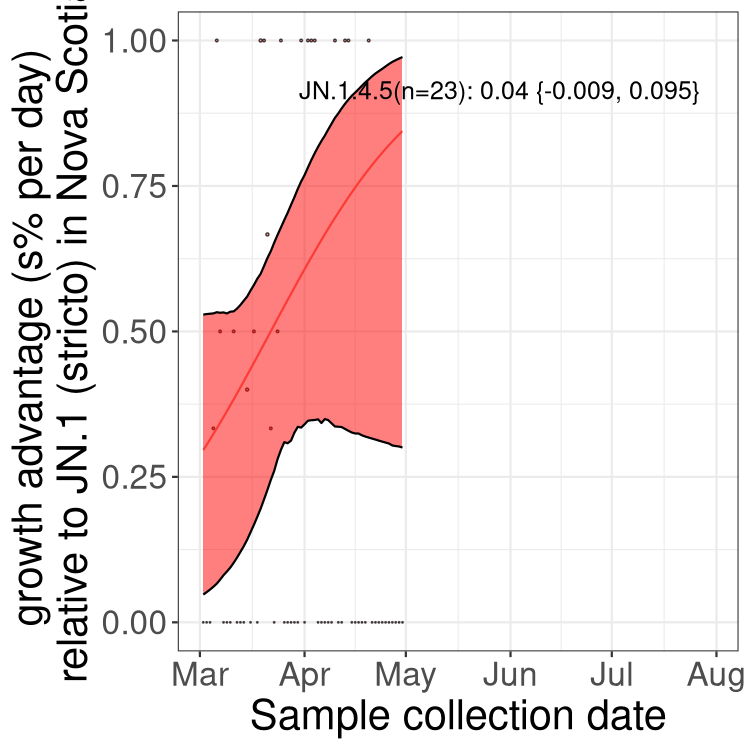 growth advantage (s% per day)
relative to JN.1 (stricto) in Nova Scotia
1.00
0.75
0.50
0.25
0.00
JN.1.4.5(n=23): 0.04 {-0.009, 0.095}
Mar Apr May Jun Jul Aug
Sample collection date